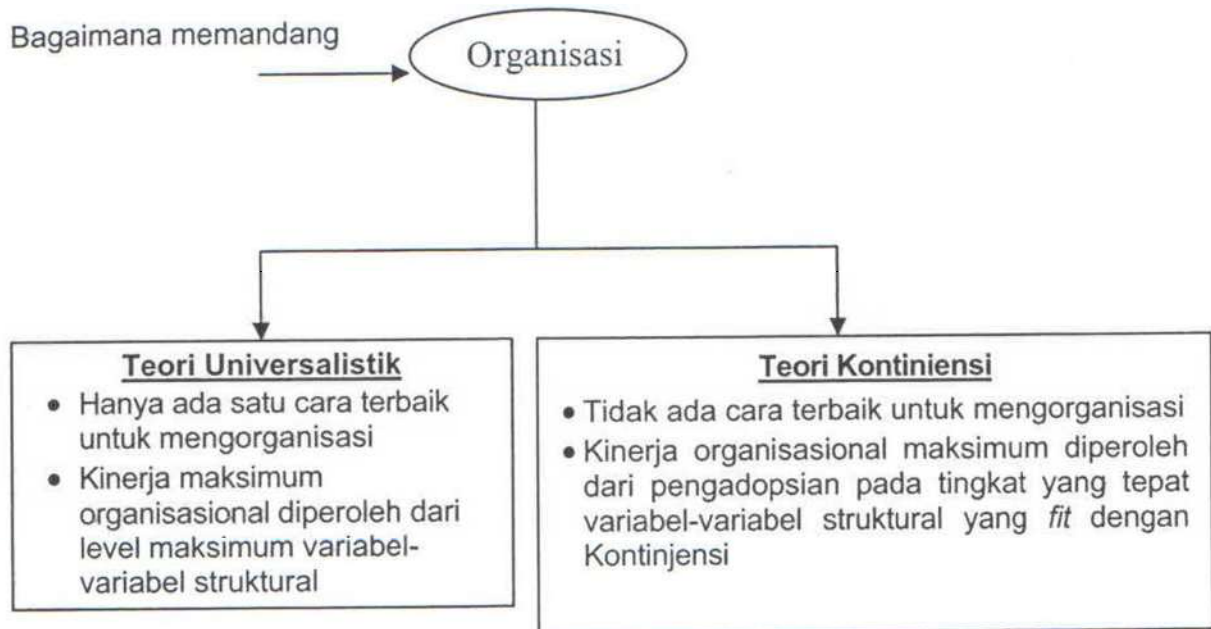 Bagaimana memandang
Organisasi
Teori Universalistik
• Hanya ada satu cara terbaik
untuk mengorganisasi
• Kinerja maksimum
organisasional diperoleh dari
level maksimum variabel-
variabel struktural
Teori Kontiniensi
• Tidak ada cara terbaik untuk mengorganisasi
• Kinerja organisasional maksimum diperoleh
dari pengadopsian pada tingkat yang tepat
variabel-variabel struktural yang fit dengan
Kontinjensi